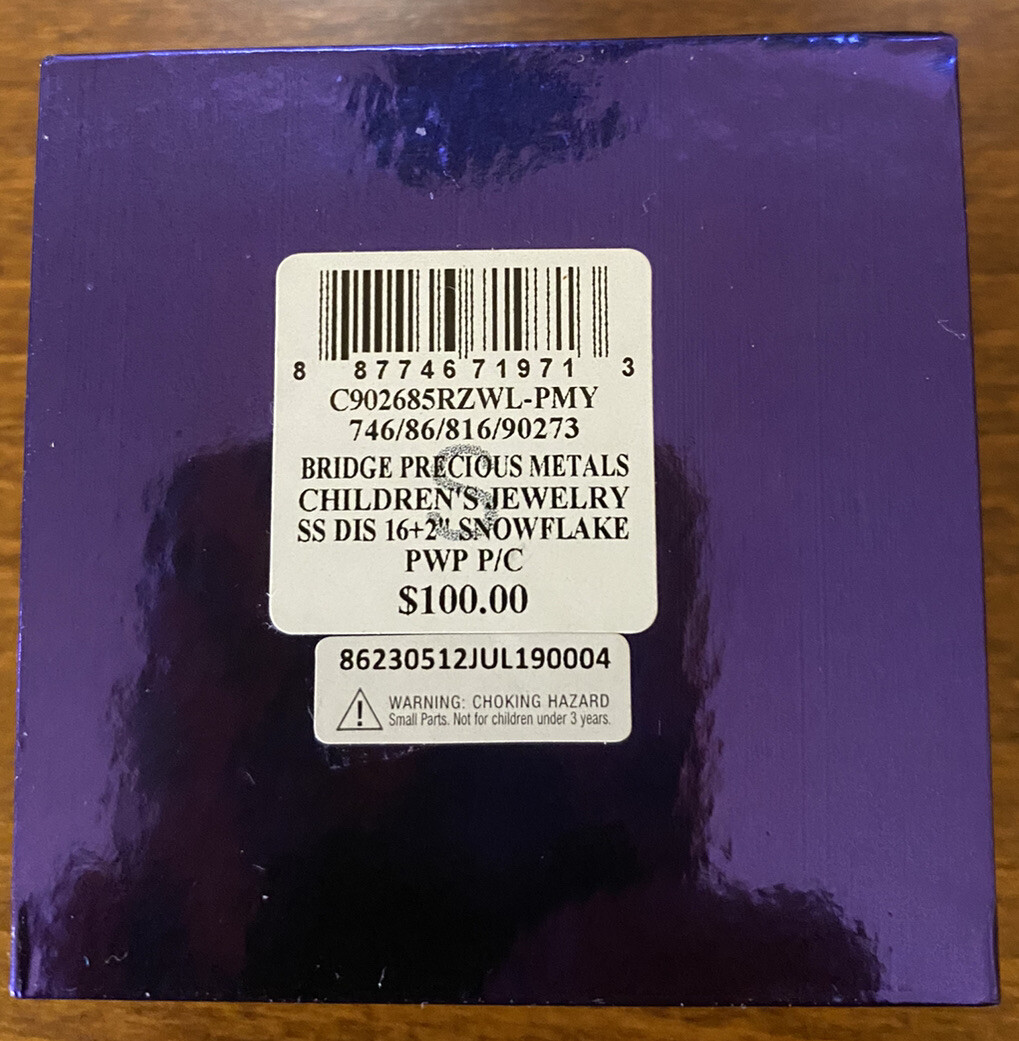 8 87746 71971 3
C902685RZWL-PMY
746/86/816/90273
BRIDGE PRECIOUS METALS
CHILDREN'S JEWELRY
SS DIS 16+2" SNOWFLAKE
PWP P/C
$100.00
S
86230512JUL190004
WARNING: CHOKING HAZARD
Small Parts. Not for children under 3 years.